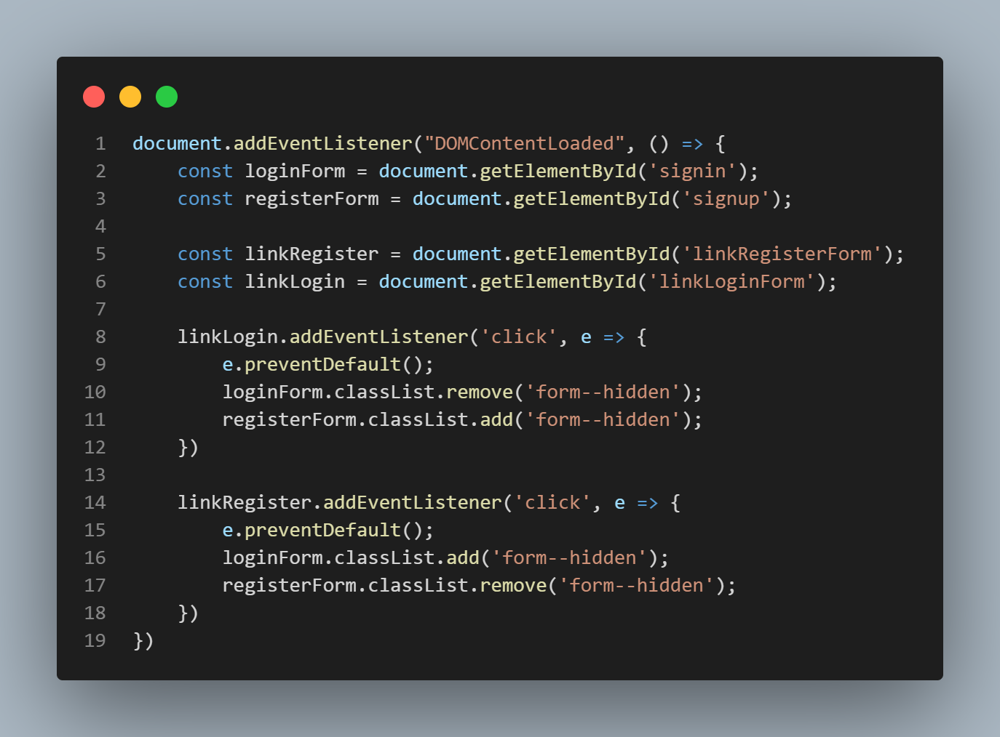 1 document.addEventListener("DOMContentLoaded", () => {
2     const loginForm = document.getElementById('signin');
3     const registerForm = document.getElementById('signup');
4
5     const linkRegister = document.getElementById('linkRegisterForm');
6     const linkLogin = document.getElementById('linkLoginForm');
7
8     linkLogin.addEventListener('click', e => {
9         e.preventDefault();
10         loginForm.classList.remove('form--hidden');
11         registerForm.classList.add('form--hidden');
12     })
13
14     linkRegister.addEventListener('click', e => {
15         e.preventDefault();
16         loginForm.classList.add('form--hidden');
17         registerForm.classList.remove('form--hidden');
18     })
19 })